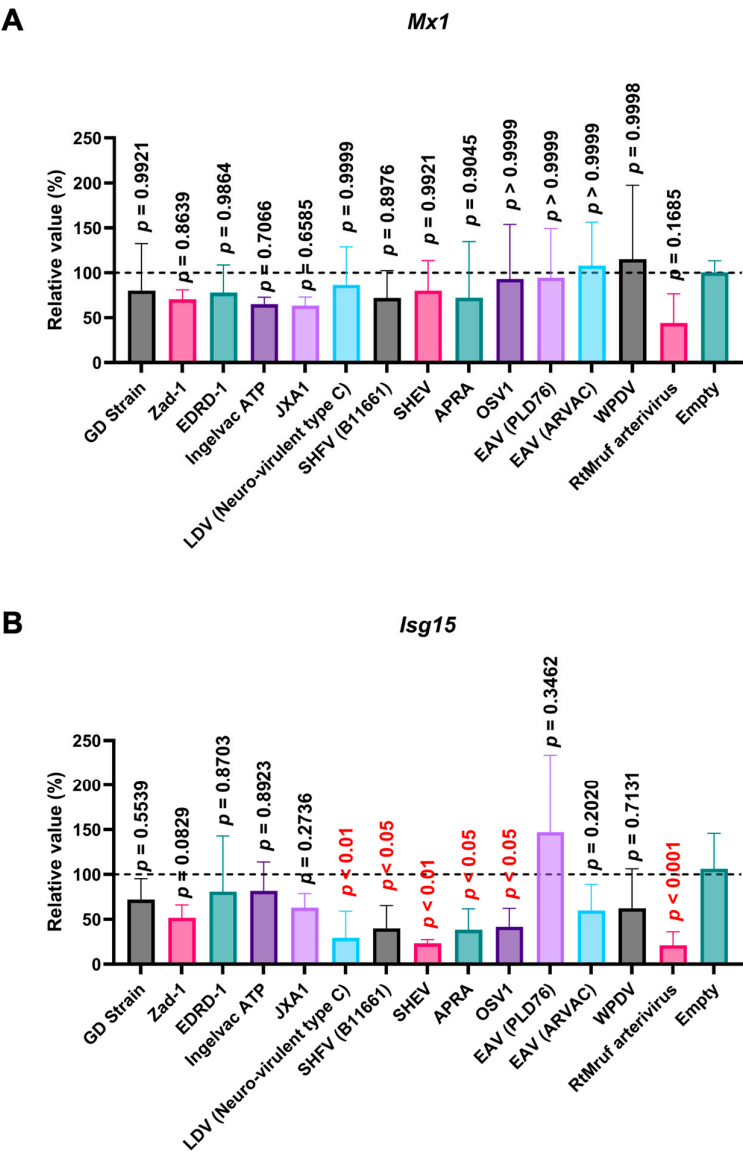 A
Mx1
Relative value (%)
250
200
150
100
50
0
p = 0.9921
p = 0.8639
p = 0.9864
p = 0.7066
p = 0.6585
p = 0.9999
p = 0.8976
p = 0.9921
p = 0.9045
p > 0.9999
p > 0.9999
p > 0.9999
p = 0.9998
p = 0.1685
GD Strain
Zad-1
EDRD-1
Ingelvac ATP
JXA1
LDV (Neuro-virulent type C)
SHFV (B11661)
SHEV
APRA
OSV1
EAV (PLD76)
EAV (ARVAC)
WPDV
RtMruf arterivirus
Empty
B
Isg15
Relative value (%)
250
200
150
100
50
0
p = 0.5539
p = 0.0829
p = 0.8703
p = 0.8923
p = 0.2736
p < 0.01
p < 0.05
p < 0.01
p < 0.05
p < 0.05
p = 0.3462
p = 0.2020
p = 0.7131
p < 0.001
GD Strain
Zad-1
EDRD-1
Ingelvac ATP
JXA1
LDV (Neuro-virulent type C)
SHFV (B11661)
SHEV
APRA
OSV1
EAV (PLD76)
EAV (ARVAC)
WPDV
RtMruf arterivirus
Empty